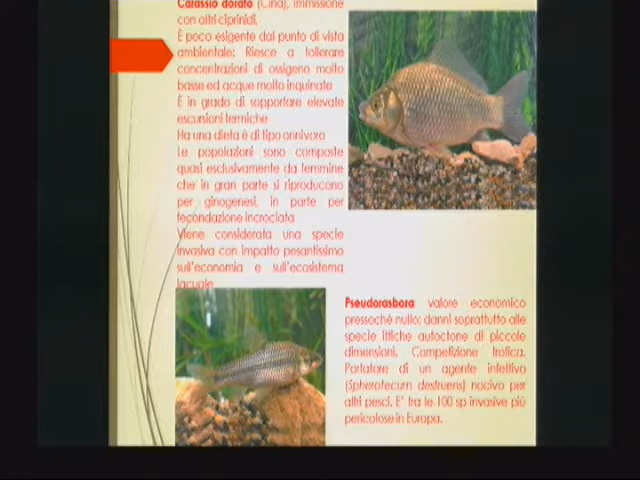 Carassio dorato (Cina), immissione
con altri ciprinidi.
È poco esigente dal punto di vista
ambientale: Riesce a tollerare
concentrazioni di ossigeno molto
basse ed acque molto inquinate
È in grado di sopportare elevate
escursioni termiche
Ha una dieta è di tipo onnivoro
Le popolazioni sono composte
quasi esclusivamente da femmine
che in gran parte si riproducono
per ginogenesi, in parte per
fecondazione incrociata
Viene considerata una specie
invasiva con impatto pesantissimo
sull'economia e sull'ecosistema
lacuale
Pseudorasbora valore economico
pressoché nullo: danni soprattutto alle
specie ittiche autoctone di piccole
dimensioni. Competizione trofica.
Portatore di un agente infettivo
(Spherotecum destruens) nocivo per
altri pesci. E' tra le 100 sp invasive più
pericolose in Europa.